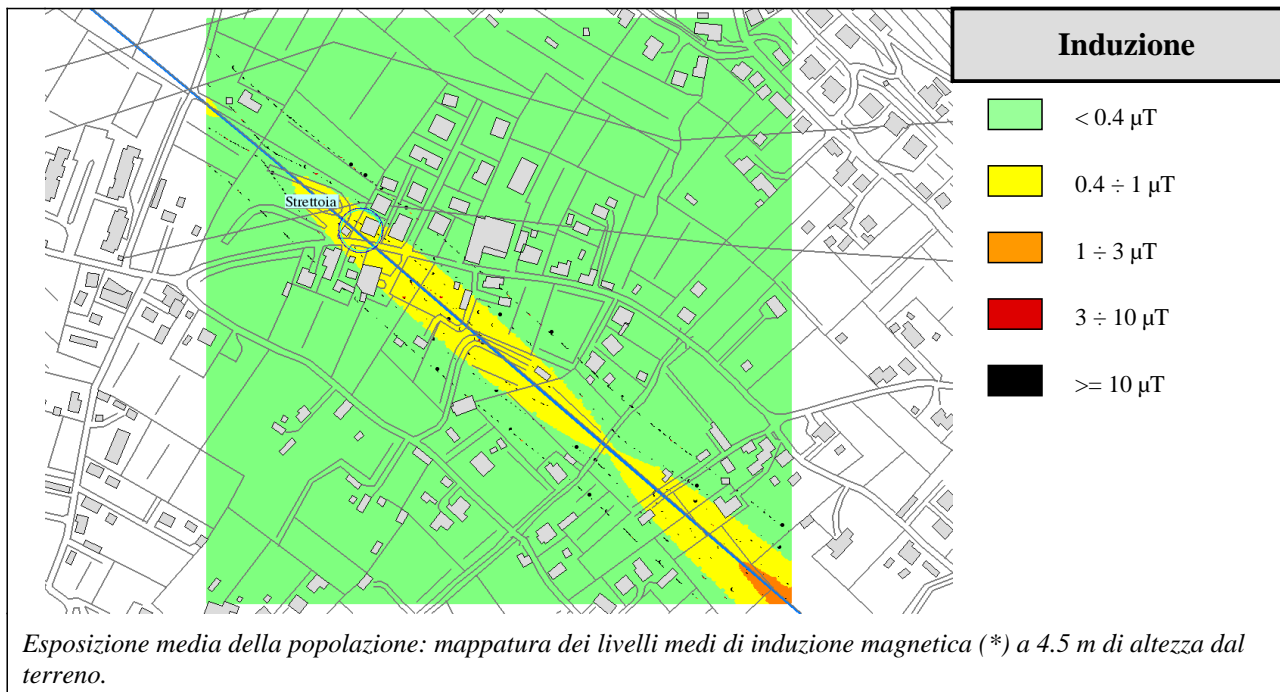 Induzione
< 0.4 µT
0.4 ÷ 1 µT
1 ÷ 3 µT
3 ÷ 10 µT
>= 10 µT
Strettoia
Esposizione media della popolazione: mappatura dei livelli medi di induzione magnetica (*) a 4.5 m di altezza dal
terreno.